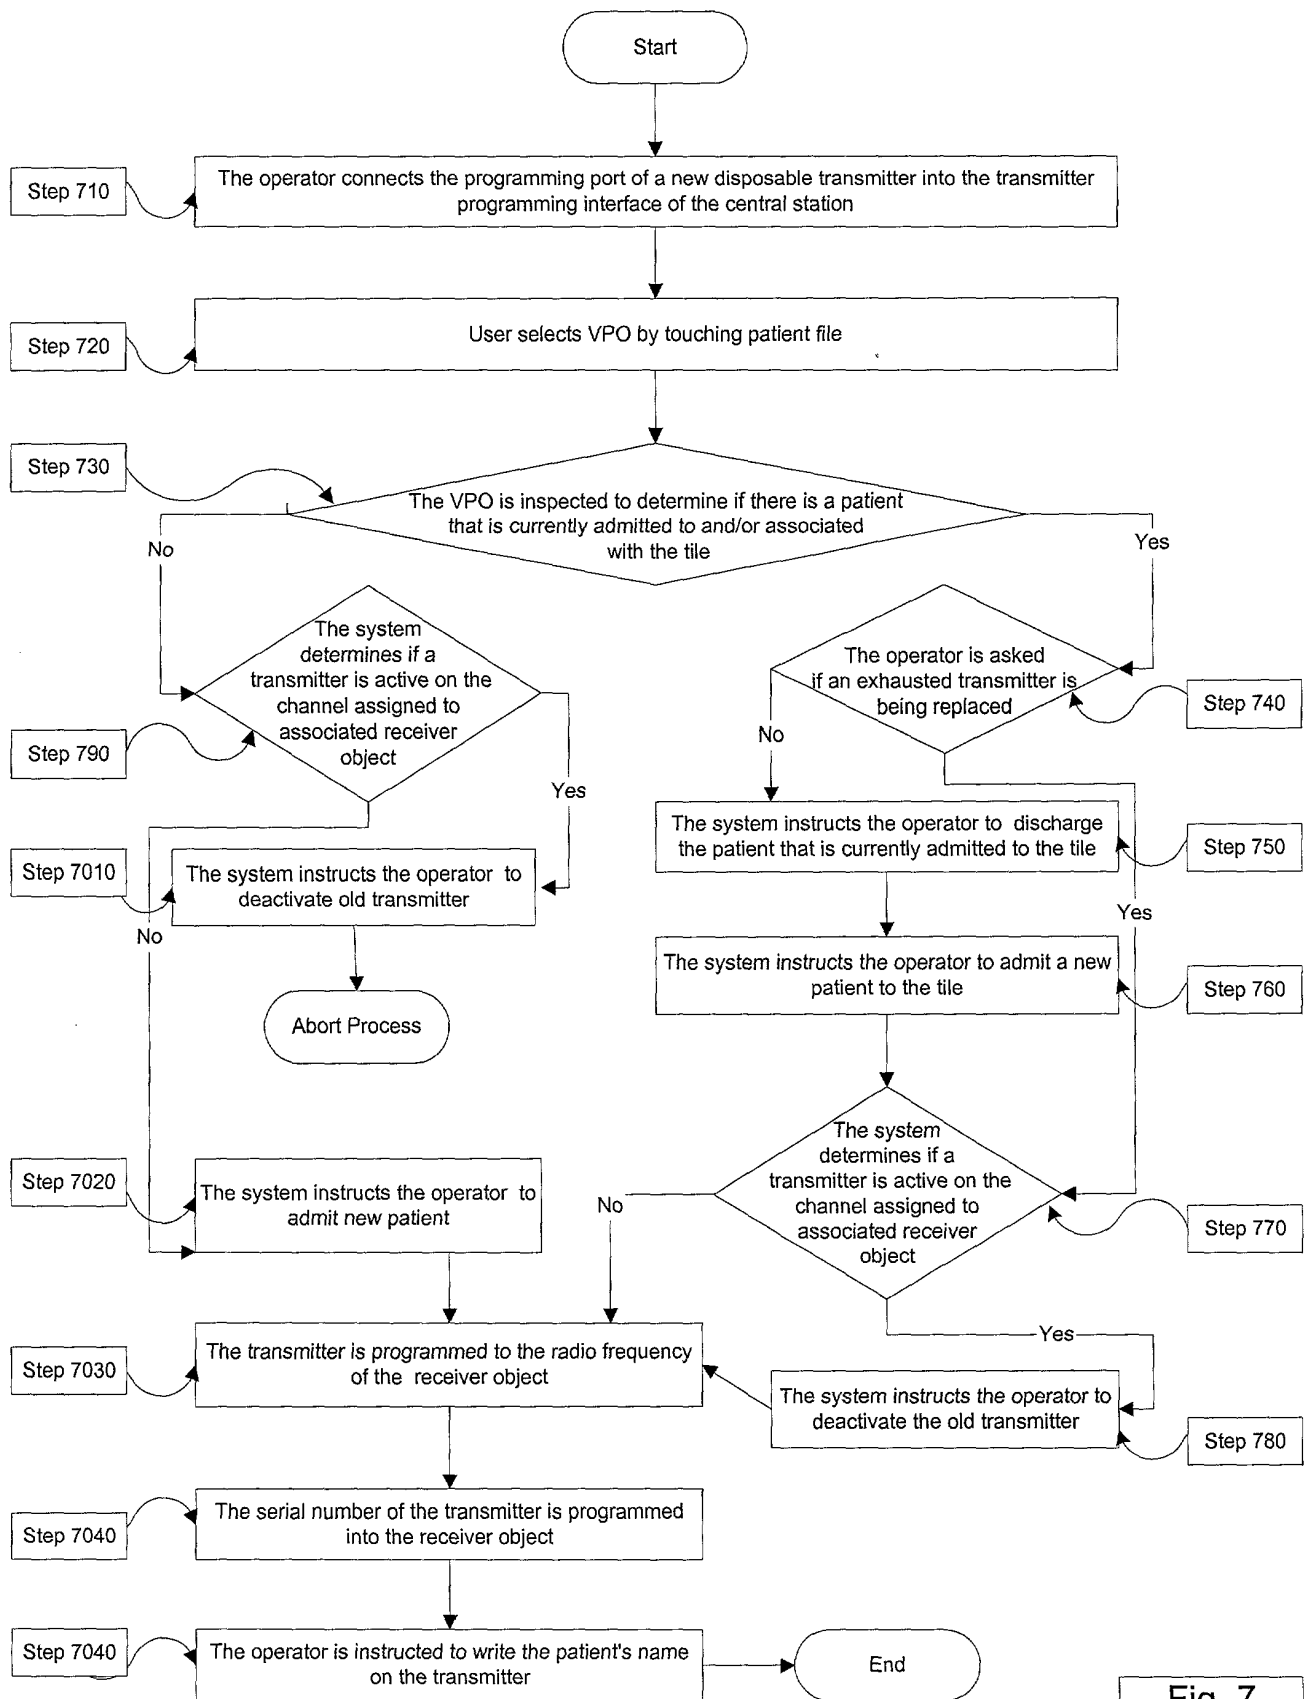 Start
Step 710
The operator connects the programming port of a new disposable transmitter into the transmitter
programming interface of the central station
Step 720
User selects VPO by touching patient file
Step 730
The VPO is inspected to determine if there is a patient
that is currently admitted to and/or associated
with the tile
No
Yes
The system
determines if a
transmitter is active on the
channel assigned to
associated receiver
object
Step 790
Yes
The operator is asked
if an exhausted transmitter is
being replaced
Step 740
No
Yes
The system instructs the operator to discharge
the patient that is currently admitted to the tile
Step 750
Step 7010
The system instructs the operator to
deactivate old transmitter
No
Abort Process
The system instructs the operator to admit a new
patient to the tile
Step 760
The system
determines if a
transmitter is active on the
channel assigned to
associated receiver
object
Step 770
No
Yes
Step 7020
The system instructs the operator to
admit new patient
Step 7030
The transmitter is programmed to the radio frequency
of the receiver object
The system instructs the operator to
deactivate the old transmitter
Step 780
Step 7040
The serial number of the transmitter is programmed
into the receiver object
Step 7040
The operator is instructed to write the patient's name
on the transmitter
End
Fig. 7